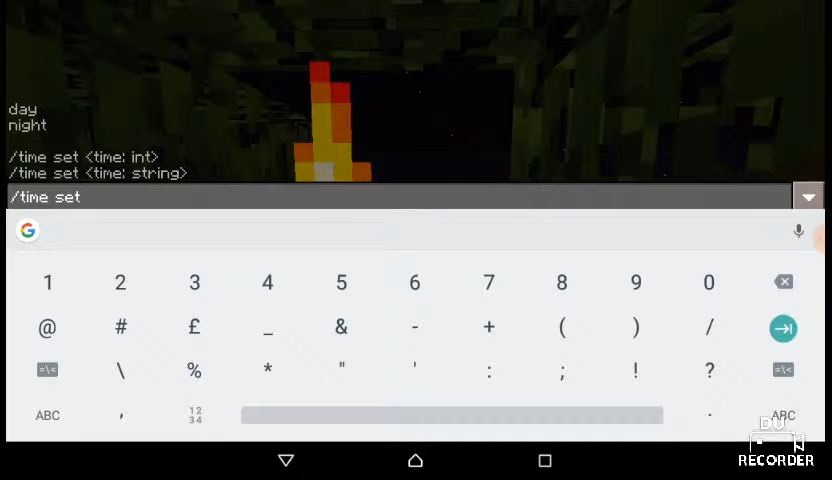 day
night
/time set <time: int>
/time set <time: string>
/time set
1 2 3 4 5 6 7 8 9 0
@ # £ _ & - + ( ) /
=\< \ % * " ' : ; ! ? =\<
ABC , 12 34 . ABC
DU
RECORDER